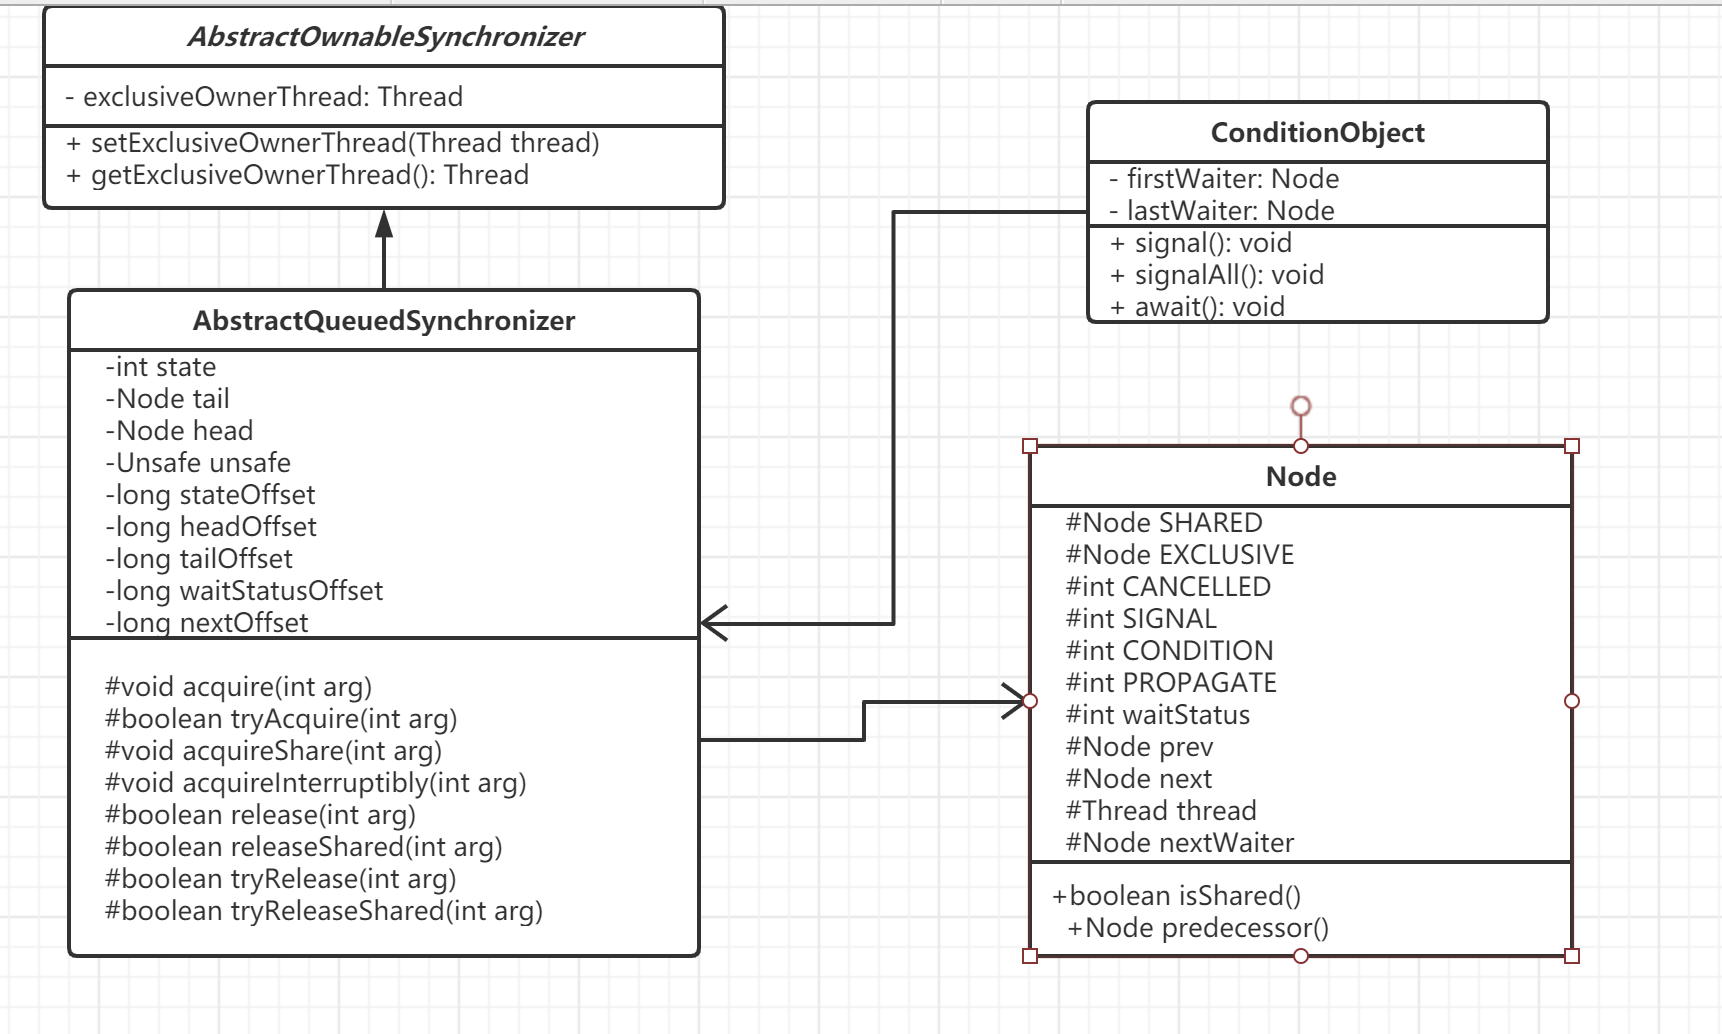 AbstractOwnableSynchronizer
- exclusiveOwnerThread: Thread
+ setExclusiveOwnerThread(Thread thread)
+ getExclusiveOwnerThread(): Thread
AbstractQueuedSynchronizer
-int state
-Node tail
-Node head
-Unsafe unsafe
-long stateOffset
-long headOffset
-long tailOffset
-long waitStatusOffset
-long nextOffset
#void acquire(int arg)
#boolean tryAcquire(int arg)
#void acquireShare(int arg)
#void acquireInterruptibly(int arg)
#boolean release(int arg)
#boolean releaseShared(int arg)
#boolean tryRelease(int arg)
#boolean tryReleaseShared(int arg)
ConditionObject
- firstWaiter: Node
- lastWaiter: Node
+ signal(): void
+ signalAll(): void
+ await(): void
Node
#Node SHARED
#Node EXCLUSIVE
#int CANCELLED
#int SIGNAL
#int CONDITION
#int PROPAGATE
#int waitStatus
#Node prev
#Node next
#Thread thread
#Node nextWaiter
+boolean isShared()
+Node predecessor()